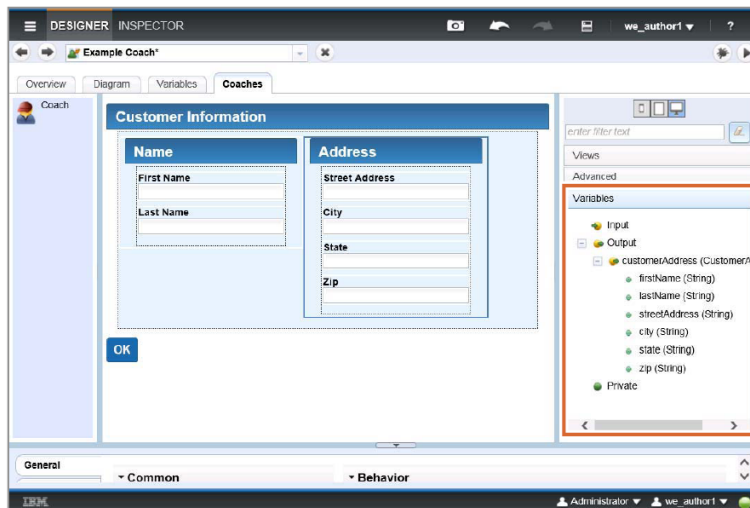 DESIGNER INSPECTOR we_author1 ?
Example Coach*
Overview Diagram Variables Coaches
Coach
Customer Information
Name
First Name
Last Name
Address
Street Address
City
State
Zip
OK
enter filter text
Views
Advanced
Variables
Input
Output
customerAddress (CustomerA
firstName (String)
lastName (String)
streetAddress (String)
city (String)
state (String)
zip (String)
Private
General
Common Behavior
IBM Administrator we_author1